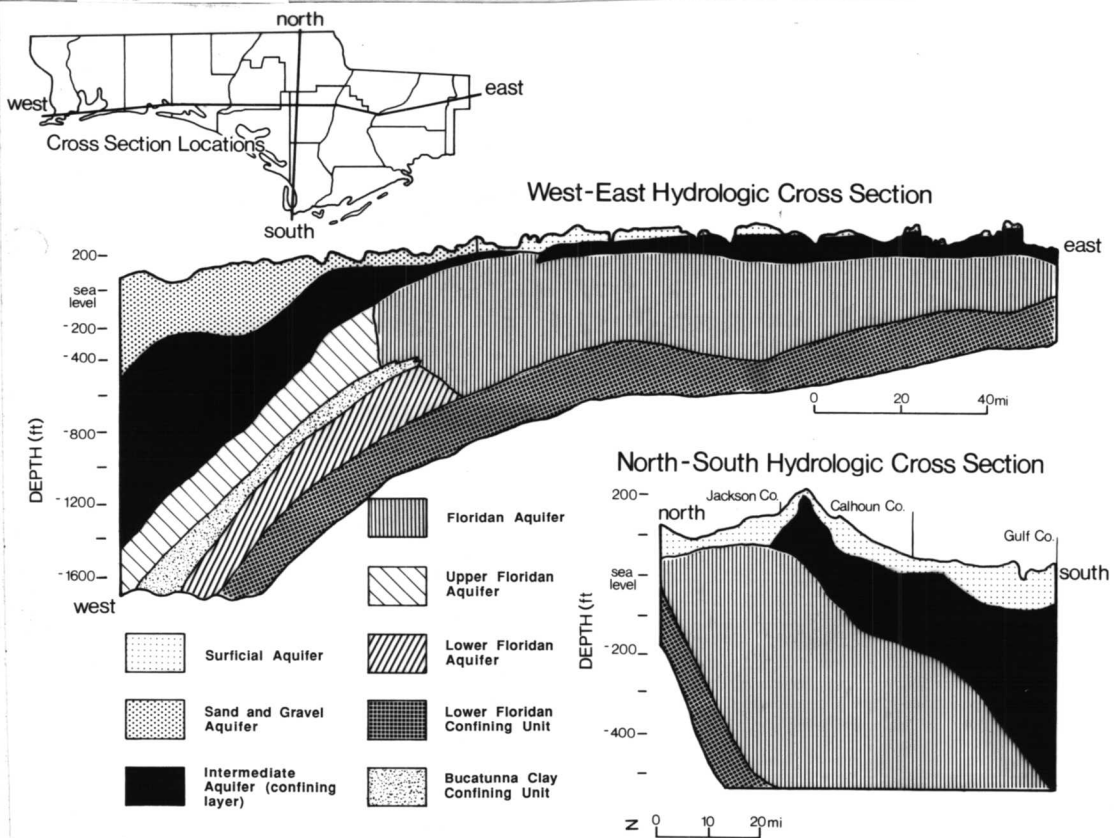 north
west
east
Cross Section Locations
south
West-East Hydrologic Cross Section
200
sea
level
-200
-400
-800
-1200
-1600
DEPTH (ft)
west
east
0 20 40mi
Floridan Aquifer
Upper Floridan
Aquifer
Lower Floridan
Aquifer
Lower Floridan
Confining Unit
Bucatunna Clay
Confining Unit
Surficial Aquifer
Sand and Gravel
Aquifer
Intermediate
Aquifer (confining
layer)
North-South Hydrologic Cross Section
200
Jackson Co.
Calhoun Co.
Gulf Co.
north
south
sea
level
-200
-400
DEPTH (ft
N 0 10 20mi